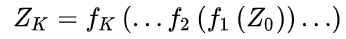 Z_K = f_K (… f_2 (f_1 (Z_0)) …)